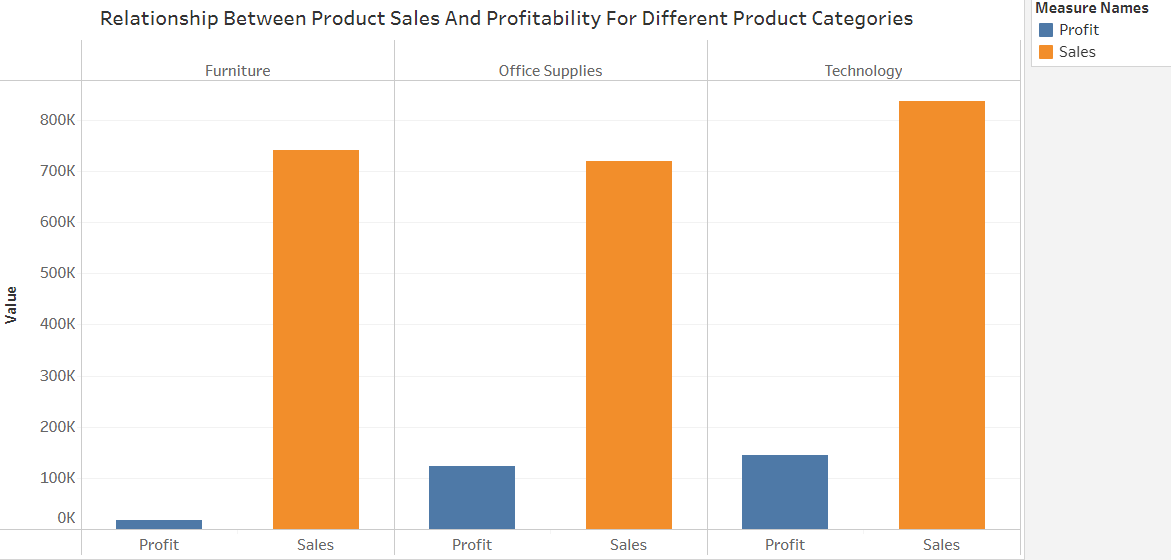 Relationship Between Product Sales And Profitability For Different Product Categories
Measure Names
Profit
Sales
Furniture Office Supplies Technology
800K
700K
600K
500K
400K
300K
200K
100K
0K
Value
Profit Sales Profit Sales Profit Sales